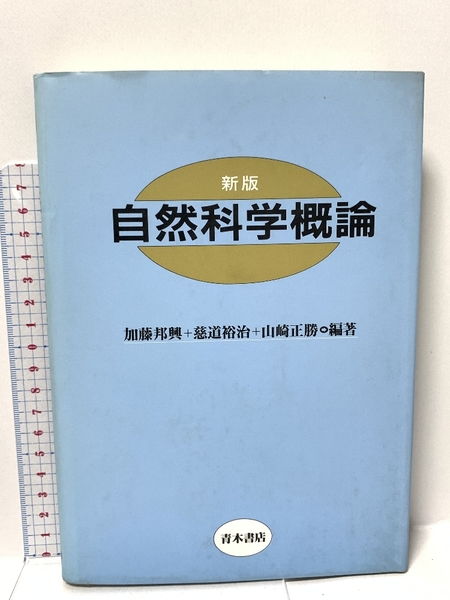 新版
自然科学概論
加藤邦興+慈道裕治+山崎正勝○編著
青木書店